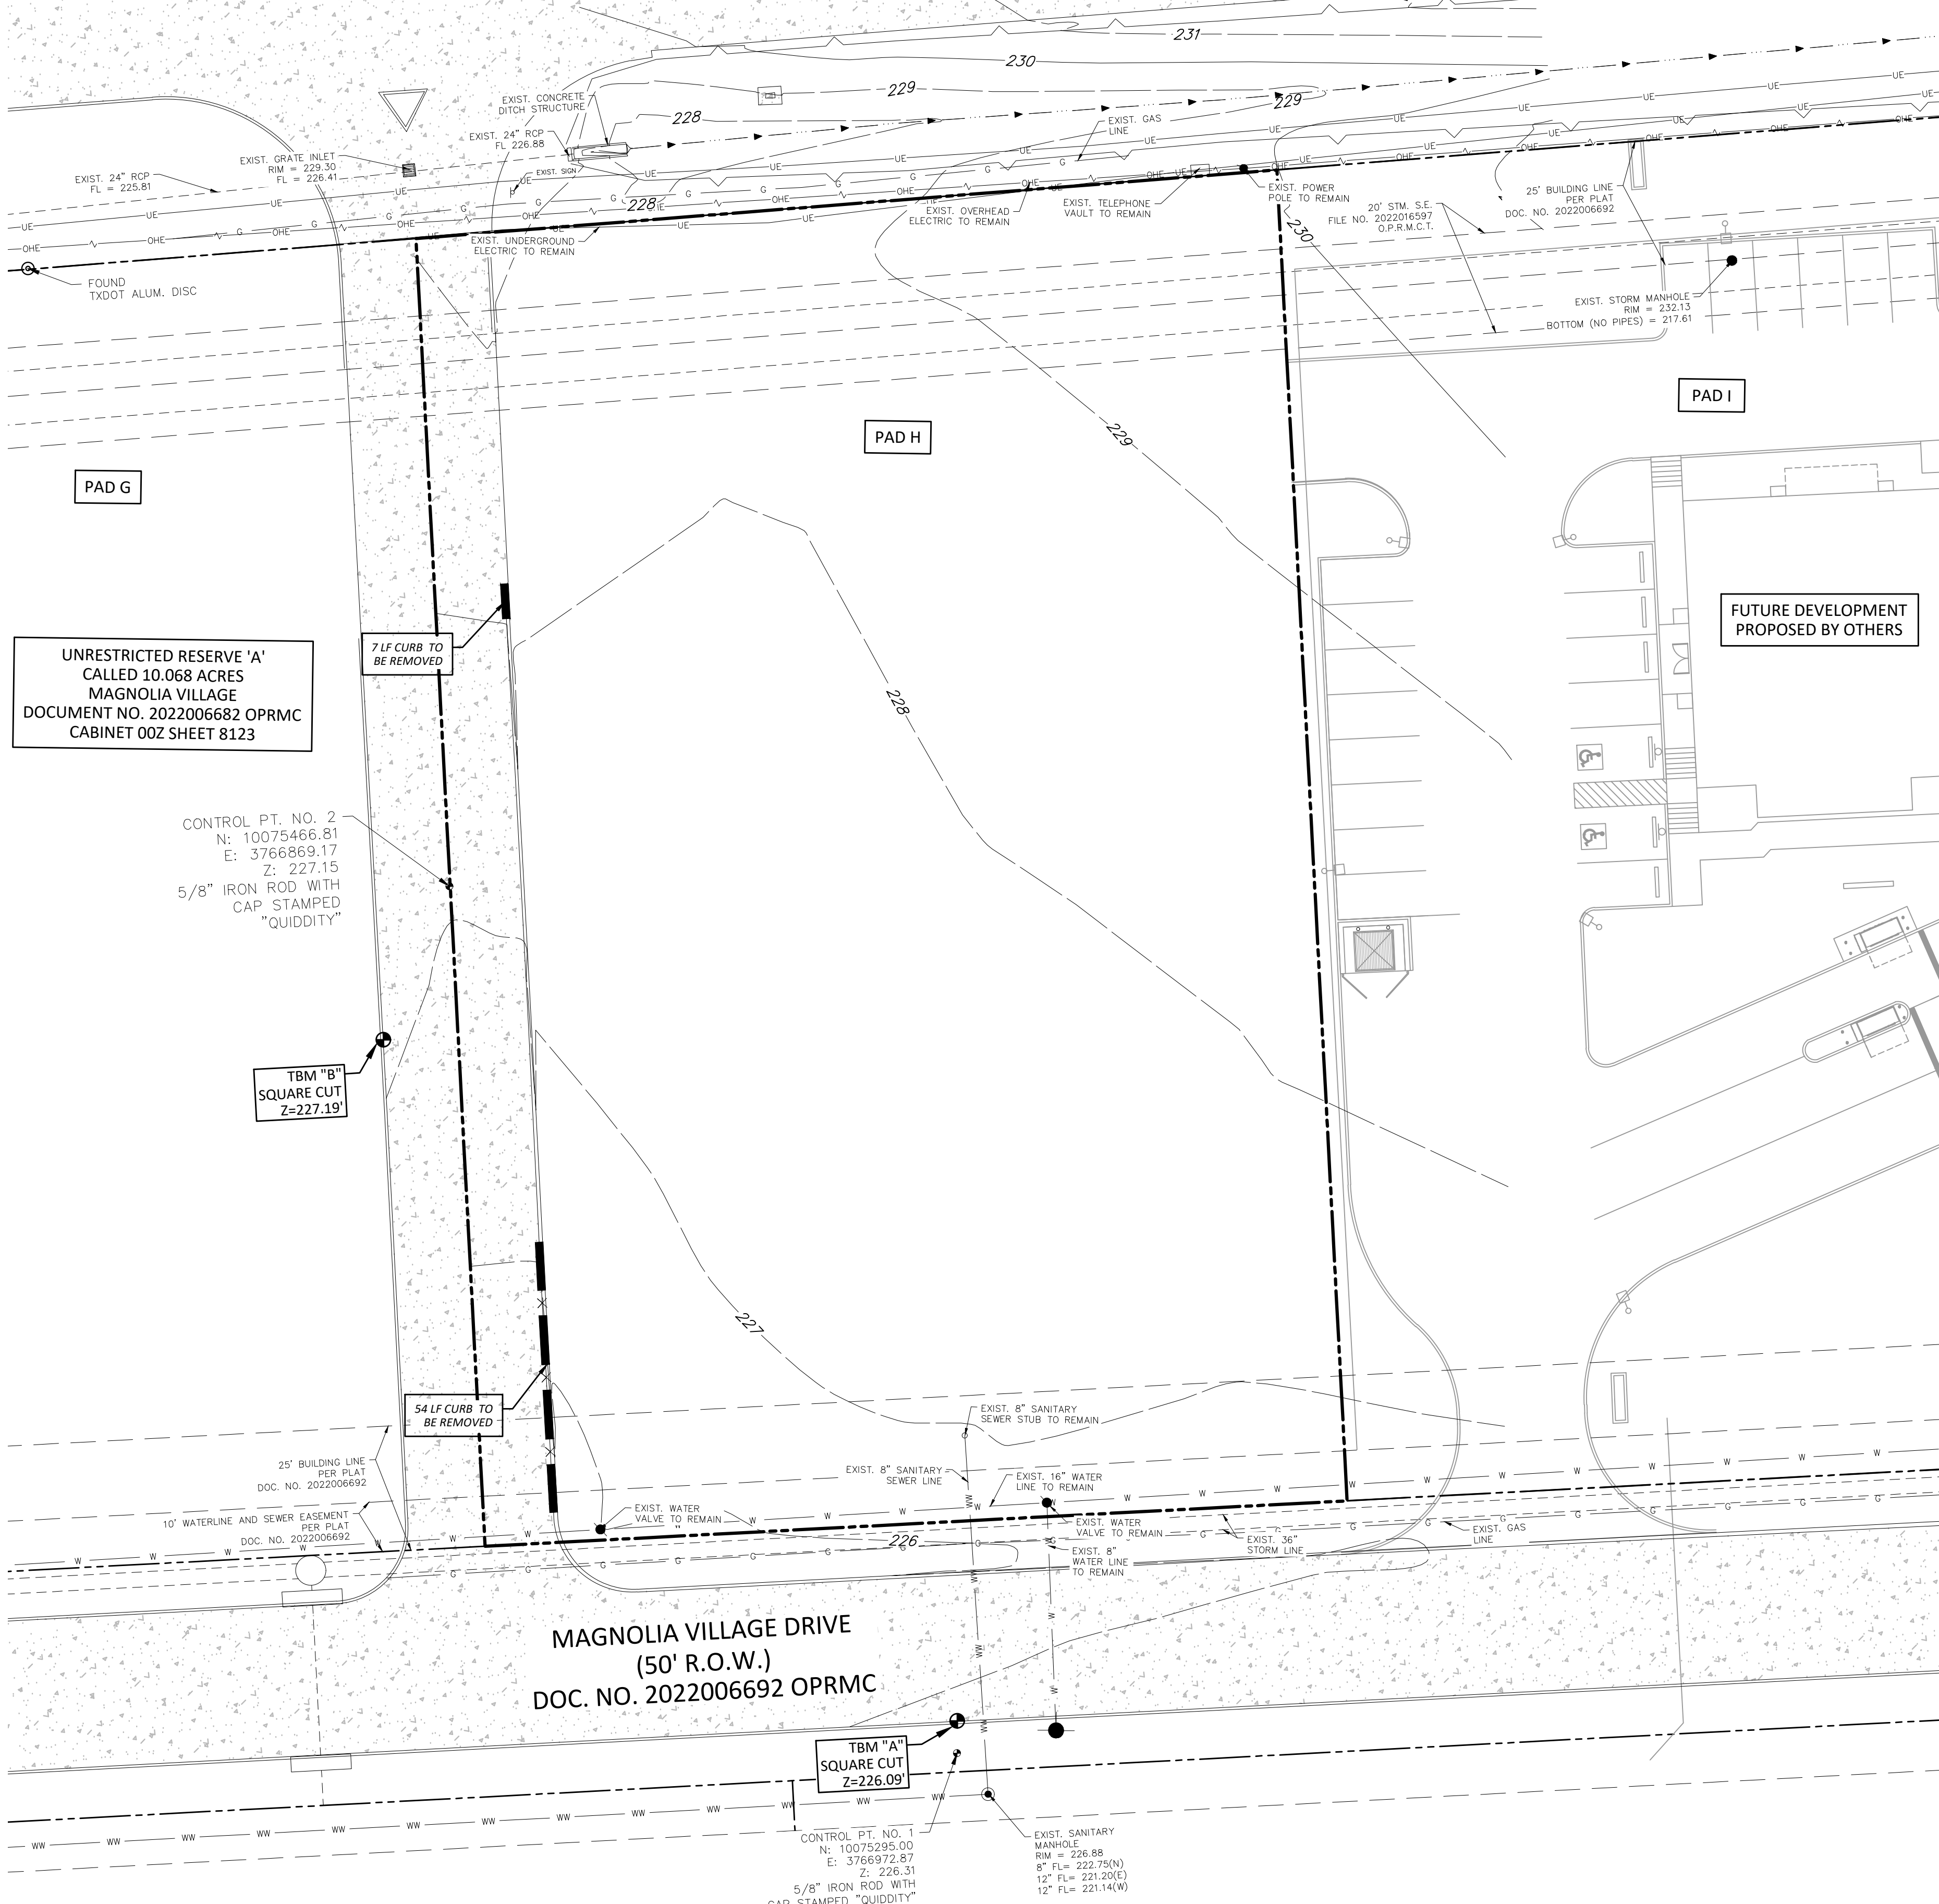 231
230
229
229
228
EXIST. CONCRETE
DITCH STRUCTURE
EXIST. 24" RCP
FL 226.88
EXIST. GAS
LINE
EXIST. GRATE INLET
RIM = 229.30
FL = 226.41
EXIST. 24" RCP
FL = 225.81
EXIST. SIGN
228
EXIST. UNDERGROUND
ELECTRIC TO REMAIN
EXIST. OVERHEAD
ELECTRIC TO REMAIN
EXIST. TELEPHONE
VAULT TO REMAIN
EXIST. POWER
POLE TO REMAIN
230
20' STM. S.E.
FILE NO. 2022016597
O.P.R.M.C.T.
25' BUILDING LINE
PER PLAT
DOC. NO. 2022006692
FOUND
TXDOT ALUM. DISC
EXIST. STORM MANHOLE
RIM = 232.13
BOTTOM (NO PIPES) = 217.61
PAD I
PAD H
229
PAD G
7 LF CURB TO
BE REMOVED
FUTURE DEVELOPMENT
PROPOSED BY OTHERS
UNRESTRICTED RESERVE 'A'
CALLED 10.068 ACRES
MAGNOLIA VILLAGE
DOCUMENT NO. 2022006682 OPRMC
CABINET 00Z SHEET 8123
228
CONTROL PT. NO. 2
N: 10075466.81
E: 3766869.17
Z: 227.15
5/8" IRON ROD WITH
CAP STAMPED
"QUIDDITY"
TBM "B"
SQUARE CUT
Z=227.19'
227
54 LF CURB TO
BE REMOVED
EXIST. 8" SANITARY
SEWER STUB TO REMAIN
25' BUILDING LINE
PER PLAT
DOC. NO. 2022006692
EXIST. 8" SANITARY
SEWER LINE
EXIST. 16" WATER
LINE TO REMAIN
10' WATERLINE AND SEWER EASEMENT
PER PLAT
DOC. NO. 2022006692
EXIST. WATER
VALVE TO REMAIN
"
EXIST. WATER
VALVE TO REMAIN
226
EXIST. 36"
STORM LINE
EXIST. GAS
LINE
EXIST. 8"
WATER LINE
TO REMAIN
MAGNOLIA VILLAGE DRIVE
(50' R.O.W.)
DOC. NO. 2022006692 OPRMC
TBM "A"
SQUARE CUT
Z=226.09'
CONTROL PT. NO. 1
N: 10075295.00
E: 3766972.87
Z: 226.31
5/8" IRON ROD WITH
CAP STAMPED "QUIDDITY"
EXIST. SANITARY
MANHOLE
RIM = 226.88
8" FL= 222.75(N)
12" FL= 221.20(E)
12" FL= 221.14(W)